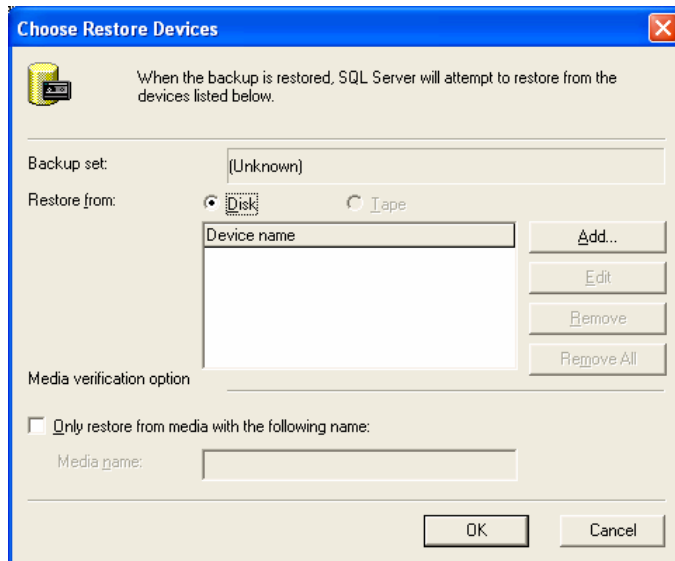 Choose Restore Devices
When the backup is restored, SQL Server will attempt to restore from the
devices listed below.
Backup set:
(Unknown)
Restore from:
Disk
Tape
Device name
Add...
Edit
Remove
Remove All
Media verification option
Only restore from media with the following name:
Media name:
OK
Cancel